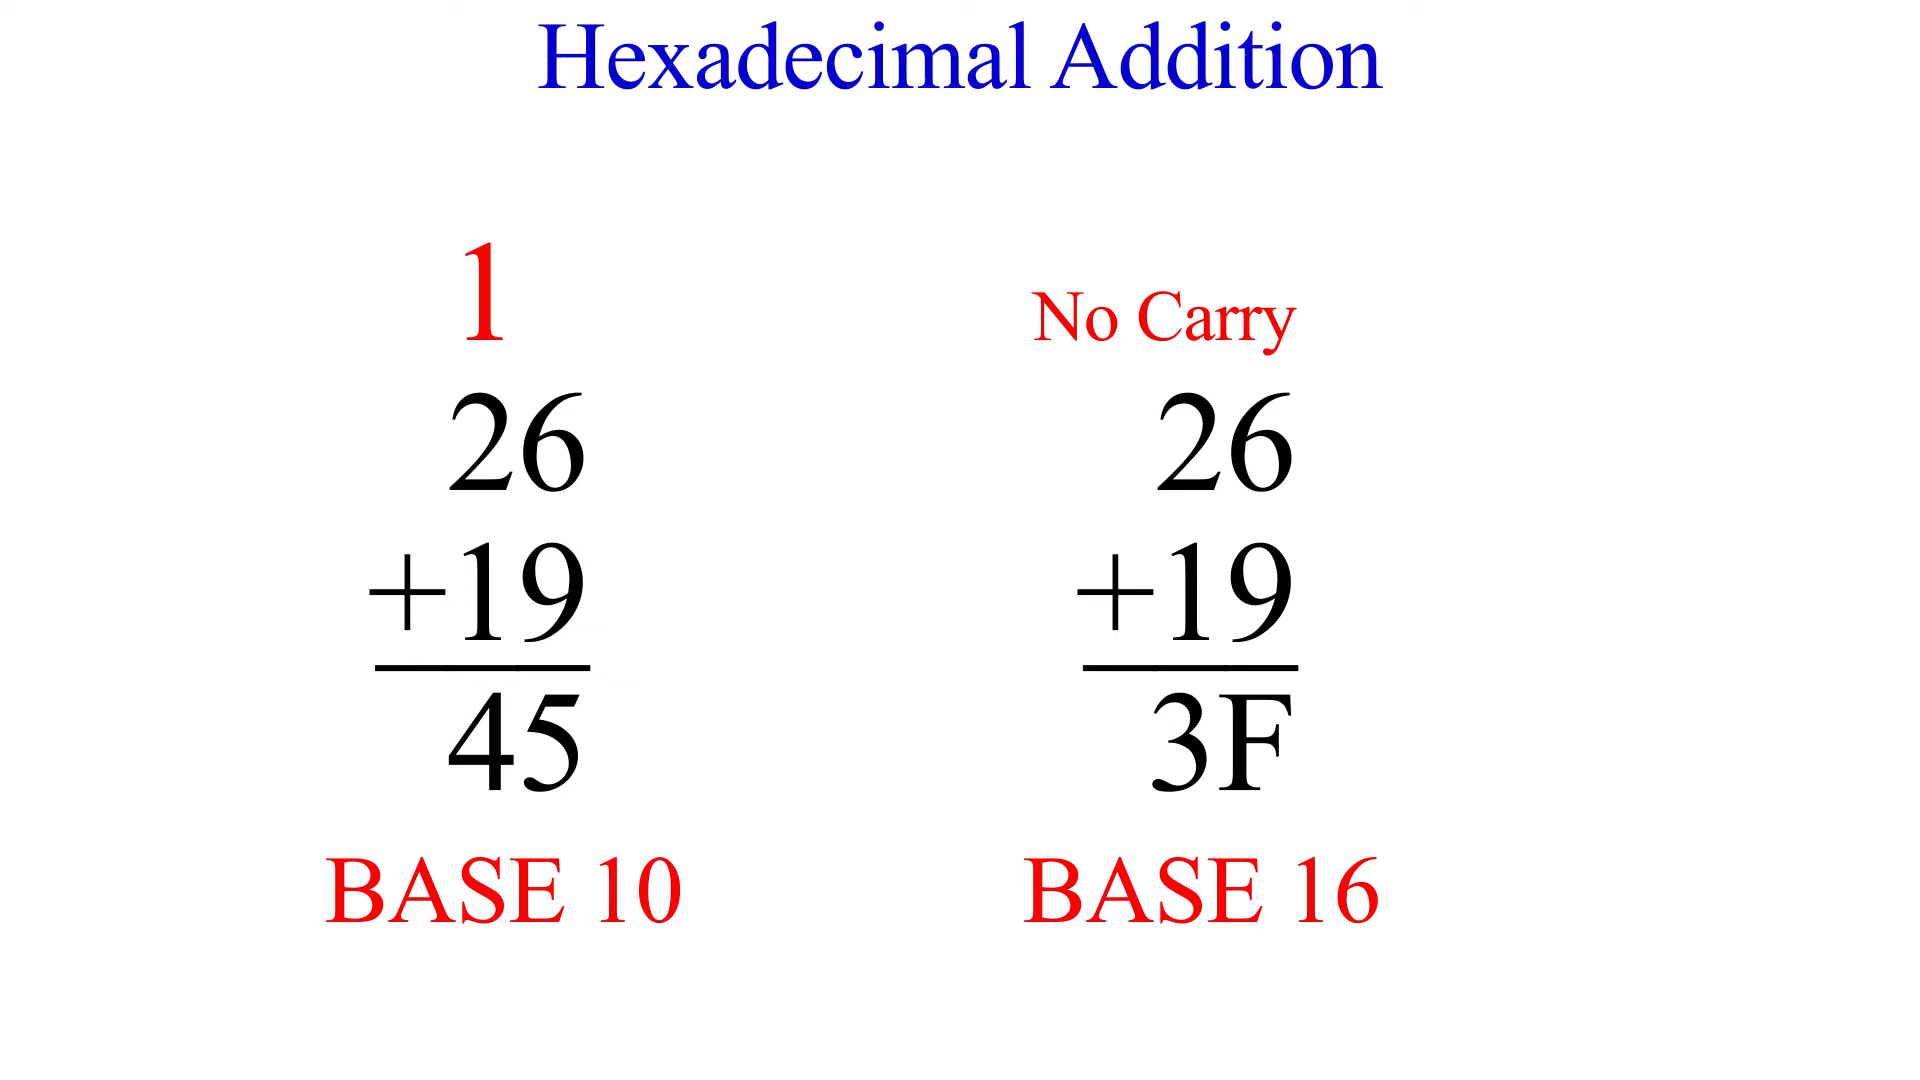 Hexadecimal Addition
1
26
+19
45
BASE 10
No Carry
26
+19
3F
BASE 16